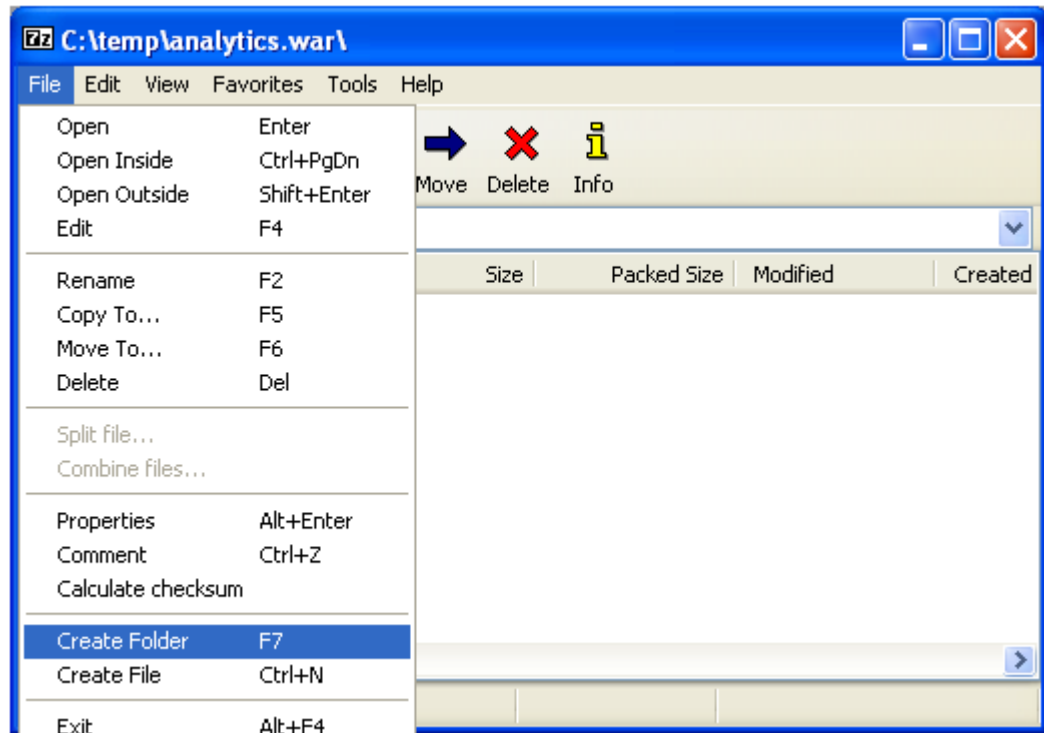 7z C:\temp\analytics.war\
File Edit View Favorites Tools Help
Move Delete Info
Size Packed Size Modified Created
Open Enter
Open Inside Ctrl+PgDn
Open Outside Shift+Enter
Edit F4
Rename F2
Copy To... F5
Move To... F6
Delete Del
Split file...
Combine files...
Properties Alt+Enter
Comment Ctrl+Z
Calculate checksum
Create Folder F7
Create File Ctrl+N
Exit Alt+F4